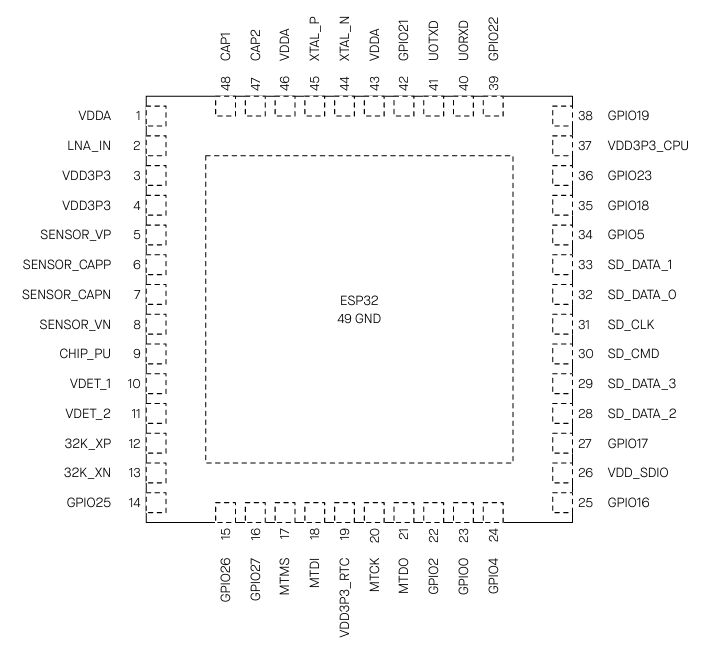 CAP1
CAP2
VDDA
XTAL_P
XTAL_N
VDDA
GPIO21
U0TXD
U0RXD
GPIO22
48
47
46
45
44
43
42
41
40
39
VDDA 1
38 GPIO19
LNA_IN 2
37 VDD3P3_CPU
VDD3P3 3
36 GPIO23
VDD3P3 4
35 GPIO18
SENSOR_VP 5
34 GPIO5
SENSOR_CAPP 6
33 SD_DATA_1
SENSOR_CAPN 7
32 SD_DATA_0
ESP32
49 GND
SENSOR_VN 8
31 SD_CLK
CHIP_PU 9
30 SD_CMD
VDET_1 10
29 SD_DATA_3
VDET_2 11
28 SD_DATA_2
32K_XP 12
27 GPIO17
32K_XN 13
26 VDD_SDIO
GPIO25 14
25 GPIO16
15
16
17
18
19
20
21
22
23
24
GPIO26
GPIO27
MTMS
MTDI
VDD3P3_RTC
MTCK
MTDO
GPIO2
GPIO0
GPIO4